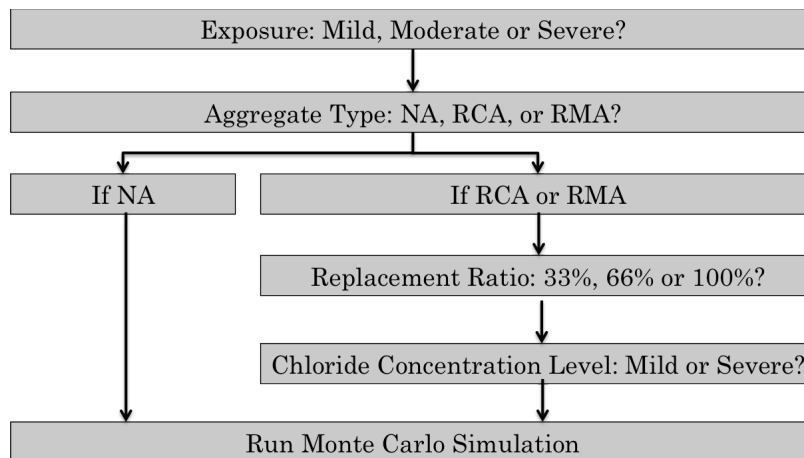 Exposure: Mild, Moderate or Severe?
Aggregate Type: NA, RCA, or RMA?
If NA
If RCA or RMA
Replacement Ratio: 33%, 66% or 100%?
Chloride Concentration Level: Mild or Severe?
Run Monte Carlo Simulation